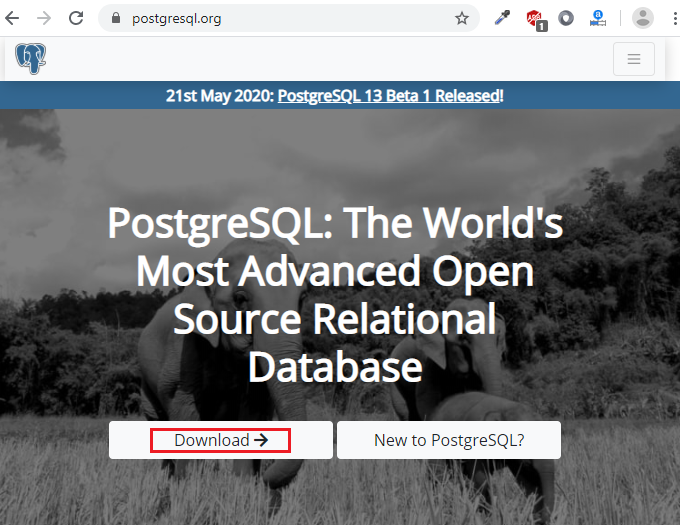 postgresql.org
1
21st May 2020: PostgreSQL 13 Beta 1 Released!
PostgreSQL: The World's
Most Advanced Open
Source Relational
Database
Download →
New to PostgreSQL?